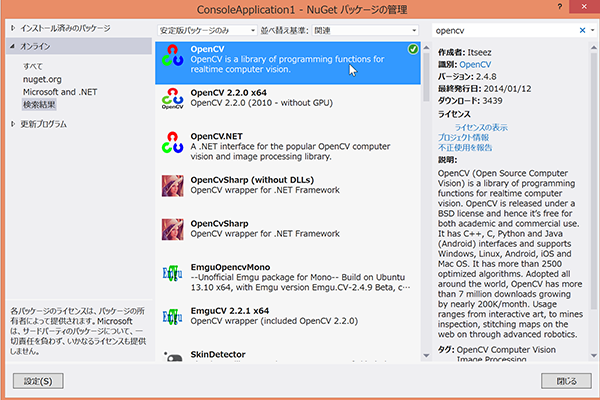 ConsoleApplication1 - NuGet パッケージの管理
? ×
インストール済みのパッケージ
オンライン
すべて
nuget.org
Microsoft and .NET
検索結果
更新プログラム
各パッケージのライセンスは、パッケージの所
有者によって提供されます。Microsoft
は、サードパーティのパッケージについて、一
切責任を負わず、いかなるライセンスも提供
しません。
安定版パッケージのみ 並べ替え基準: 関連
OpenCV
OpenCV is a library of programming functions for
realtime computer vision.
OpenCV 2.2.0 x64
OpenCV 2.2.0 (2010 - without GPU)
OpenCV
OpenCV.NET
A .NET interface for the popular OpenCV computer
vision and image processing library.
OpenCvSharp (without DLLs)
OpenCV wrapper for .NET Framework
OpenCvSharp
OpenCV wrapper for .NET Framework
Emgu
EmguOpencvMono
--Unofficial Emgu package for Mono-- Build on Ubuntu
13.10 x64, with Emgu version Emgu.CV-2.4.9 Beta, c…
Emgu
EmguCV 2.2.1 x64
OpenCV wrapper (included OpenCV 2.2.0)
SkinDetector
opencv ×
作成者: Itseez
識別: OpenCV
バージョン: 2.4.8
最終発行日: 2014/01/12
ダウンロード: 3439
ライセンス
ライセンスの表示
プロジェクト情報
不正使用を報告
説明:
OpenCV (Open Source Computer
Vision) is a library of programming
functions for realtime computer
vision. OpenCV is released under a
BSD license and hence it's free for
both academic and commercial use.
It has C++, C, Python and Java
(Android) interfaces and supports
Windows, Linux, Android, iOS and
Mac OS. It has more than 2500
optimized algorithms. Adopted all
around the world, OpenCV has more
than 7 million downloads growing
by nearly 200K/month. Usage
ranges from interactive art, to mines
inspection, stitching maps on the
web on through advanced robotics.
タグ: OpenCV Computer Vision
Image Processing
設定(S)
閉じる